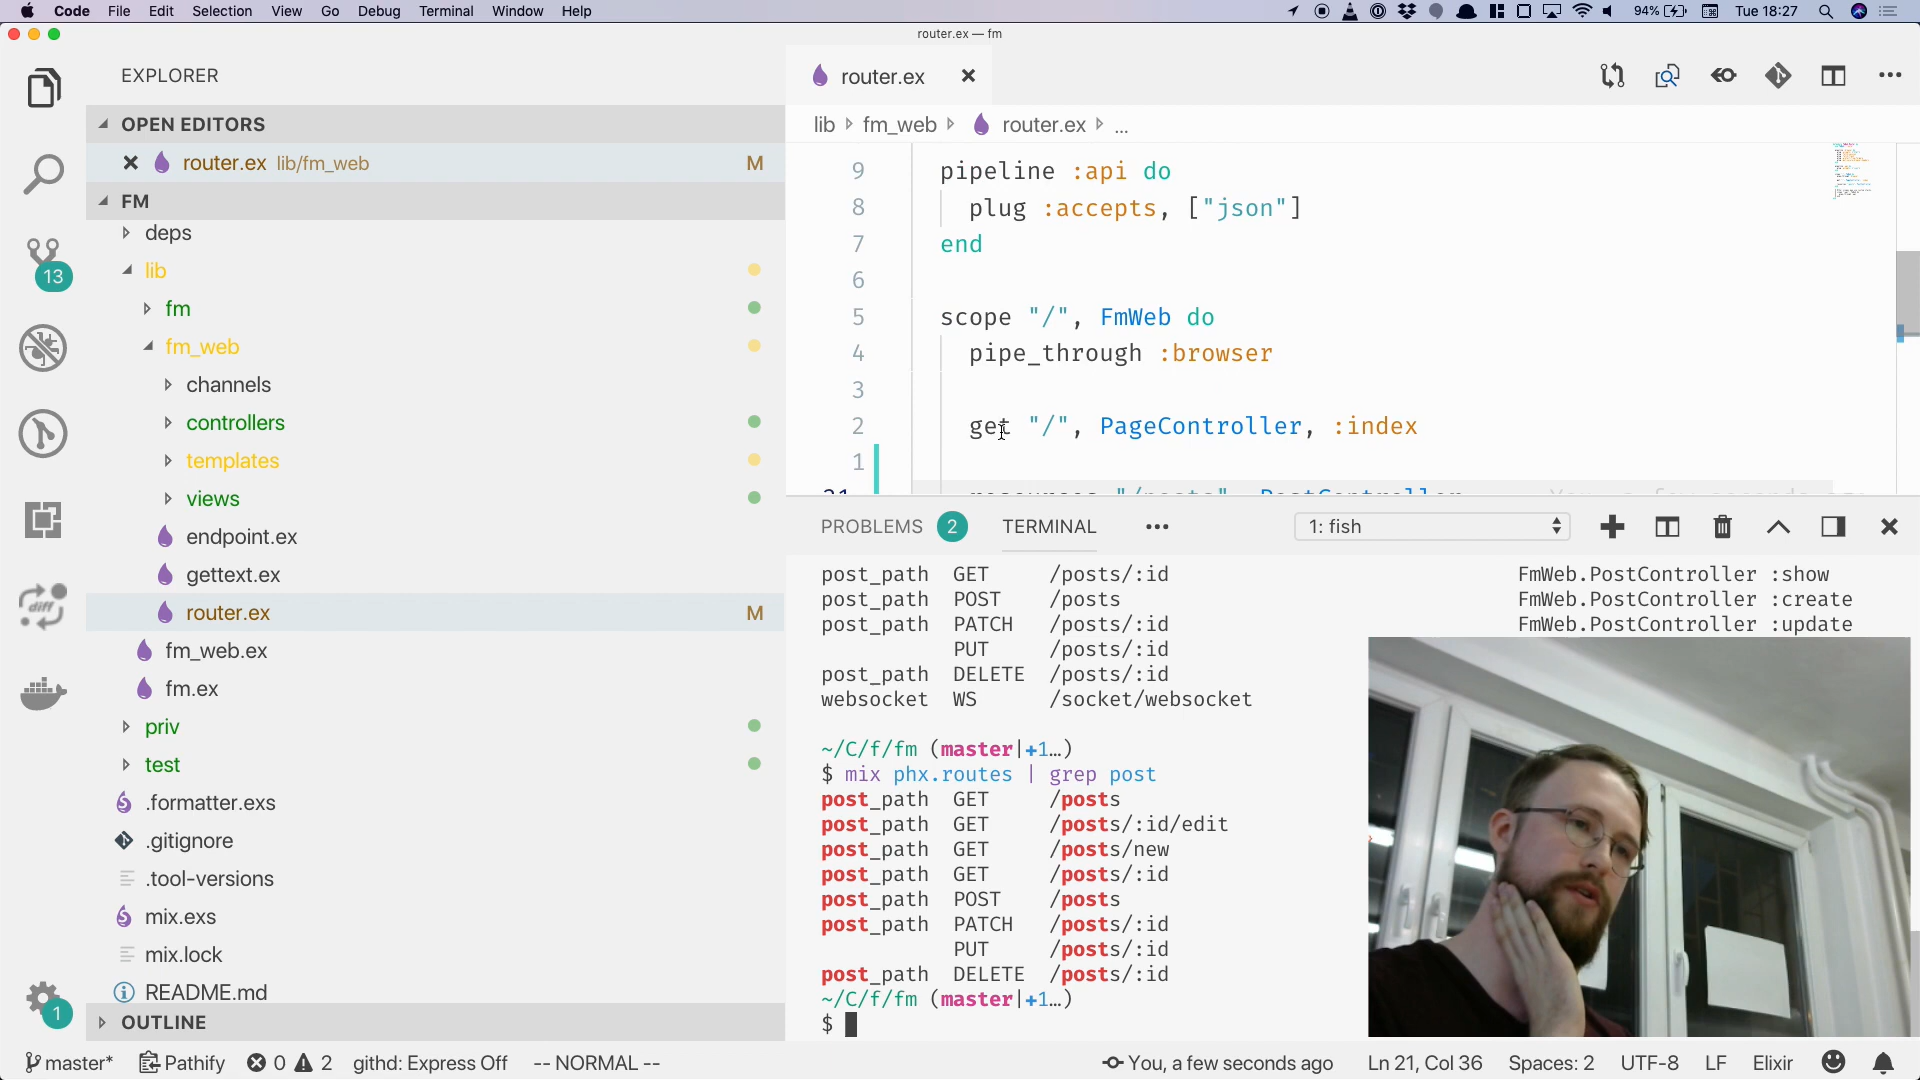 Code File Edit Selection View Go Debug Terminal Window Help
94% Tue 18:27
router.ex — fm
EXPLORER
OPEN EDITORS
router.ex lib/fm_web M
FM
deps
lib
fm
fm_web
channels
controllers
templates
views
endpoint.ex
gettext.ex
router.ex M
fm_web.ex
fm.ex
priv
test
.formatter.exs
.gitignore
.tool-versions
mix.exs
mix.lock
README.md
OUTLINE
13
diff
1
router.ex
lib fm_web router.ex ...
9 pipeline :api do
8 plug :accepts, ["json"]
7 end
6
5 scope "/", FmWeb do
4 pipe_through :browser
3
2 get "/", PageController, :index
1
21 resources "/posts", PostController
PROBLEMS 2 TERMINAL ... 1: fish
post_path GET /posts/:id FmWeb.PostController :show
post_path POST /posts FmWeb.PostController :create
post_path PATCH /posts/:id FmWeb.PostController :update
PUT /posts/:id
post_path DELETE /posts/:id
websocket WS /socket/websocket
~/C/f/fm (master|+1…)
$ mix phx.routes | grep post
post_path GET /posts
post_path GET /posts/:id/edit
post_path GET /posts/new
post_path GET /posts/:id
post_path POST /posts
post_path PATCH /posts/:id
PUT /posts/:id
post_path DELETE /posts/:id
~/C/f/fm (master|+1…)
$
master* Pathify 0 2 githd: Express Off -- NORMAL -- You, a few seconds ago Ln 21, Col 36 Spaces: 2 UTF-8 LF Elixir